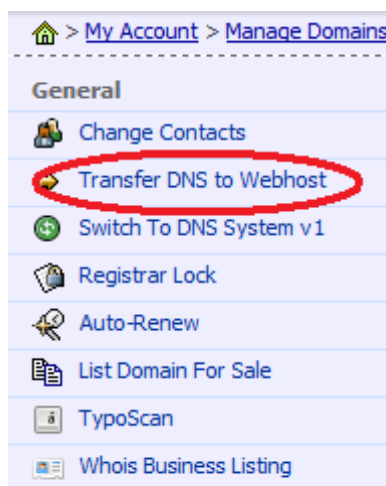 > My Account > Manage Domains
General
Change Contacts
Transfer DNS to Webhost
Switch To DNS System v1
Registrar Lock
Auto-Renew
List Domain For Sale
TypoScan
Whois Business Listing